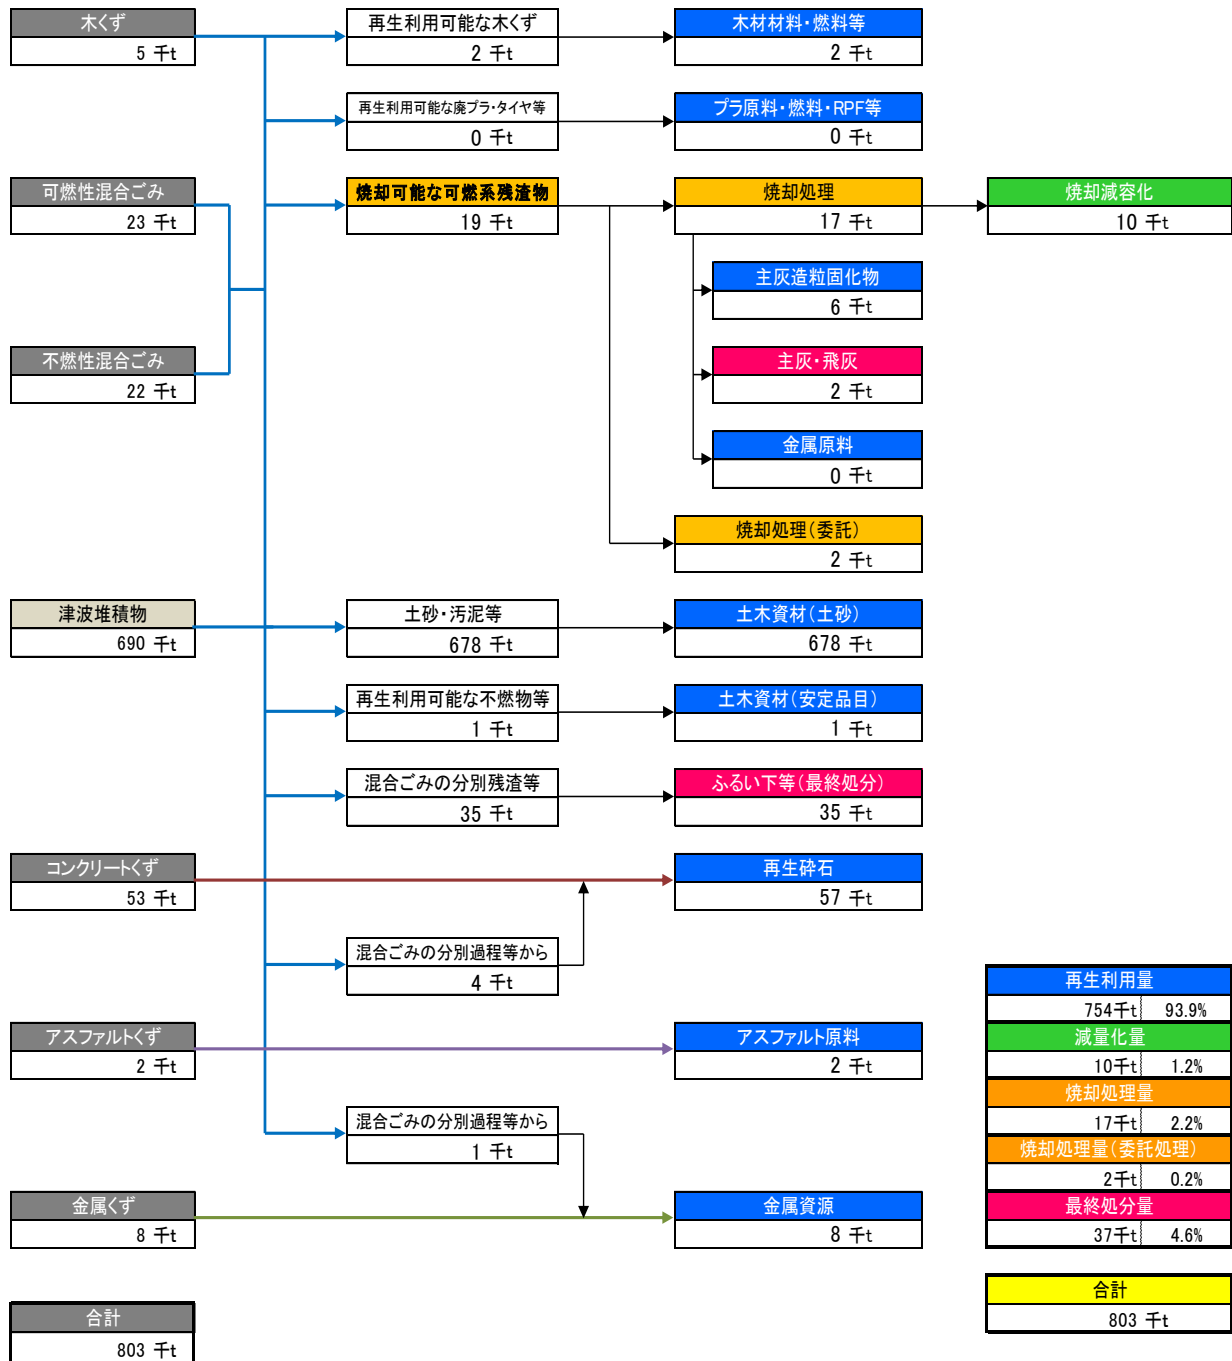 木くず
5 千t
再生利用可能な木くず
2 千t
木材材料・燃料等
2 千t
再生利用可能な廃プラ・タイヤ等
0 千t
プラ原料・燃料・RPF等
0 千t
可燃性混合ごみ
23 千t
焼却可能な可燃系残渣物
19 千t
焼却処理
17 千t
焼却減容化
10 千t
主灰造粒固化物
6 千t
不燃性混合ごみ
22 千t
主灰・飛灰
2 千t
金属原料
0 千t
焼却処理(委託)
2 千t
津波堆積物
690 千t
土砂・汚泥等
678 千t
土木資材(土砂)
678 千t
再生利用可能な不燃物等
1 千t
土木資材(安定品目)
1 千t
混合ごみの分別残渣等
35 千t
ふるい下等(最終処分)
35 千t
コンクリートくず
53 千t
再生砕石
57 千t
混合ごみの分別過程等から
4 千t
アスファルトくず
2 千t
アスファルト原料
2 千t
混合ごみの分別過程等から
1 千t
金属くず
8 千t
金属資源
8 千t
再生利用量
754千t 93.9%
減量化量
10千t 1.2%
焼却処理量
17千t 2.2%
焼却処理量(委託処理)
2千t 0.2%
最終処分量
37千t 4.6%
合計
803 千t
合計
803 千t